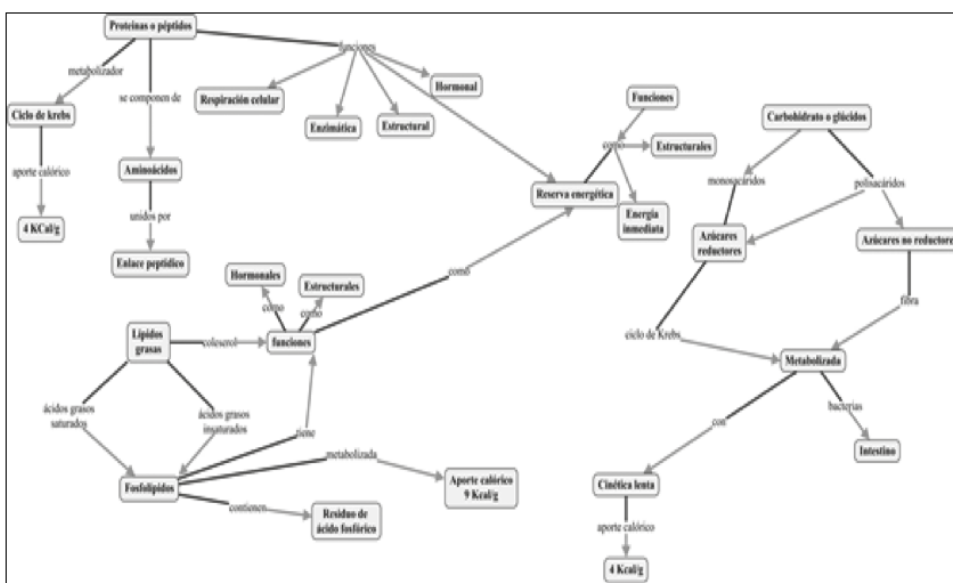 Proteínas o péptidos
funciones
metabolizador
se componen de
Hormonal
Respiración celular
Ciclo de krebs
Enzimática
Estructural
aporte calórico
Aminoácidos
4 KCal/g
unidos por
Enlace peptídico
Funciones
como
Estructurales
Reserva energética
Energía
inmediata
Carbohidrato o glúcidos
monosacáridos
polisacáridos
Azúcares
reductores
Azúcares no reductore
ciclo de Krebs
fibra
Metabolizada
con
bacterias
Intestino
Cinética lenta
aporte calórico
4 Kcal/g
Hormonales
Estructurales
como
como
como
Lípidos
grasas
coleserol
funciones
ácidos grasos
saturados
ácidos grasos
insaturados
tiene
metabolizada
Fosfolípidos
contienen
Aporte calórico
9 Kcal/g
Residuo de
ácido fosfórico